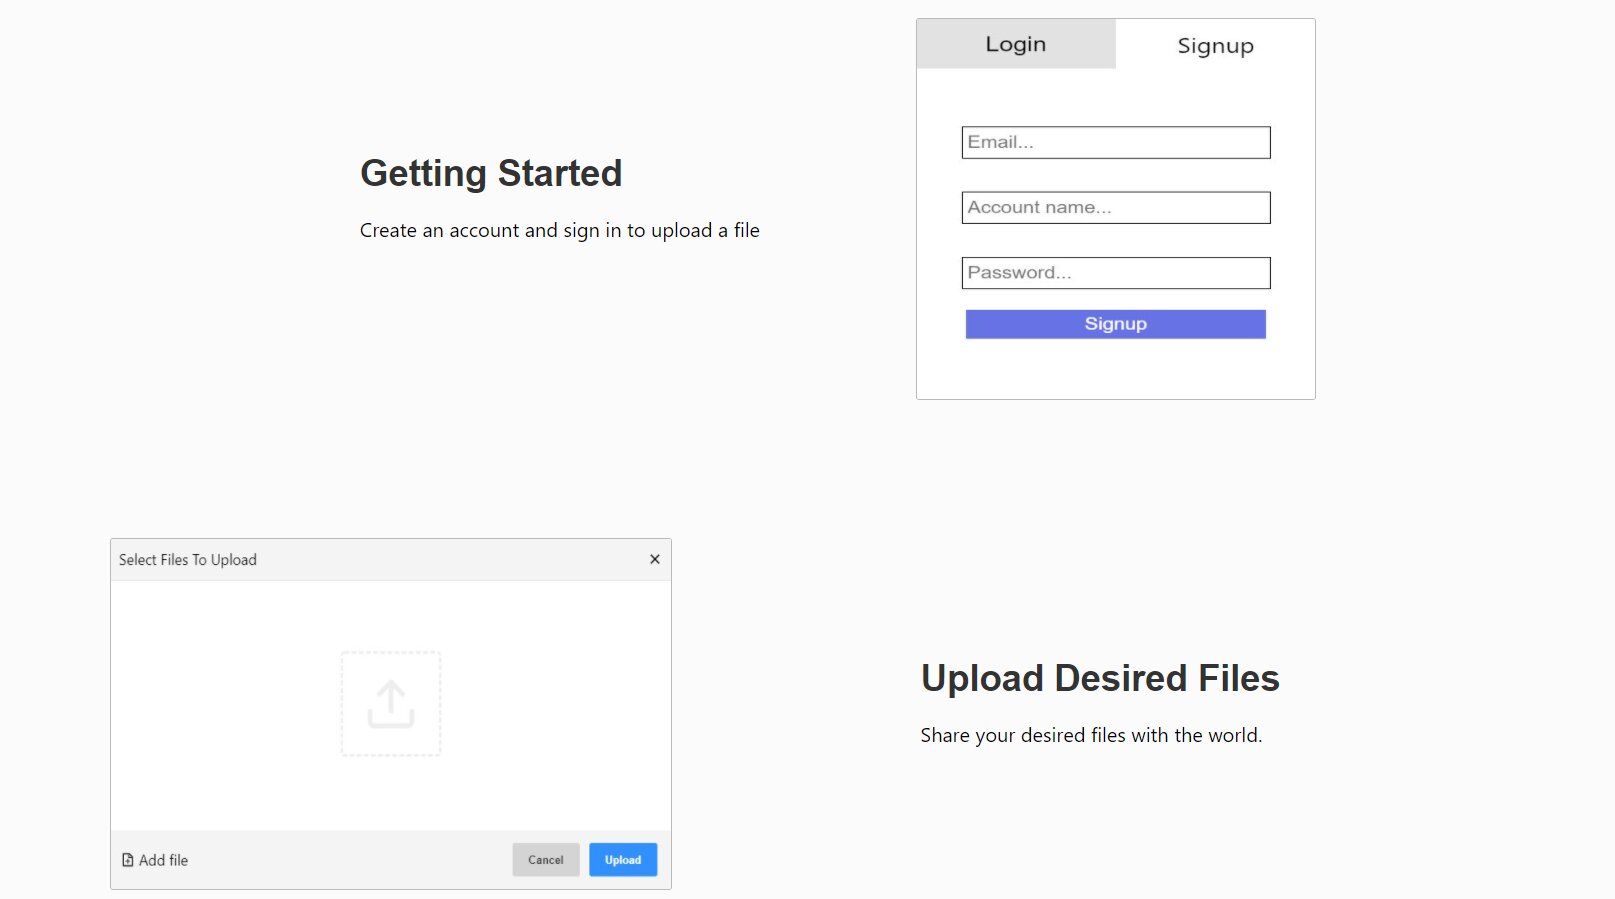 Login
Signup
Email...
Account name...
Password...
Signup
Getting Started
Create an account and sign in to upload a file
Select Files To Upload
Add file
Cancel
Upload
Upload Desired Files
Share your desired files with the world.